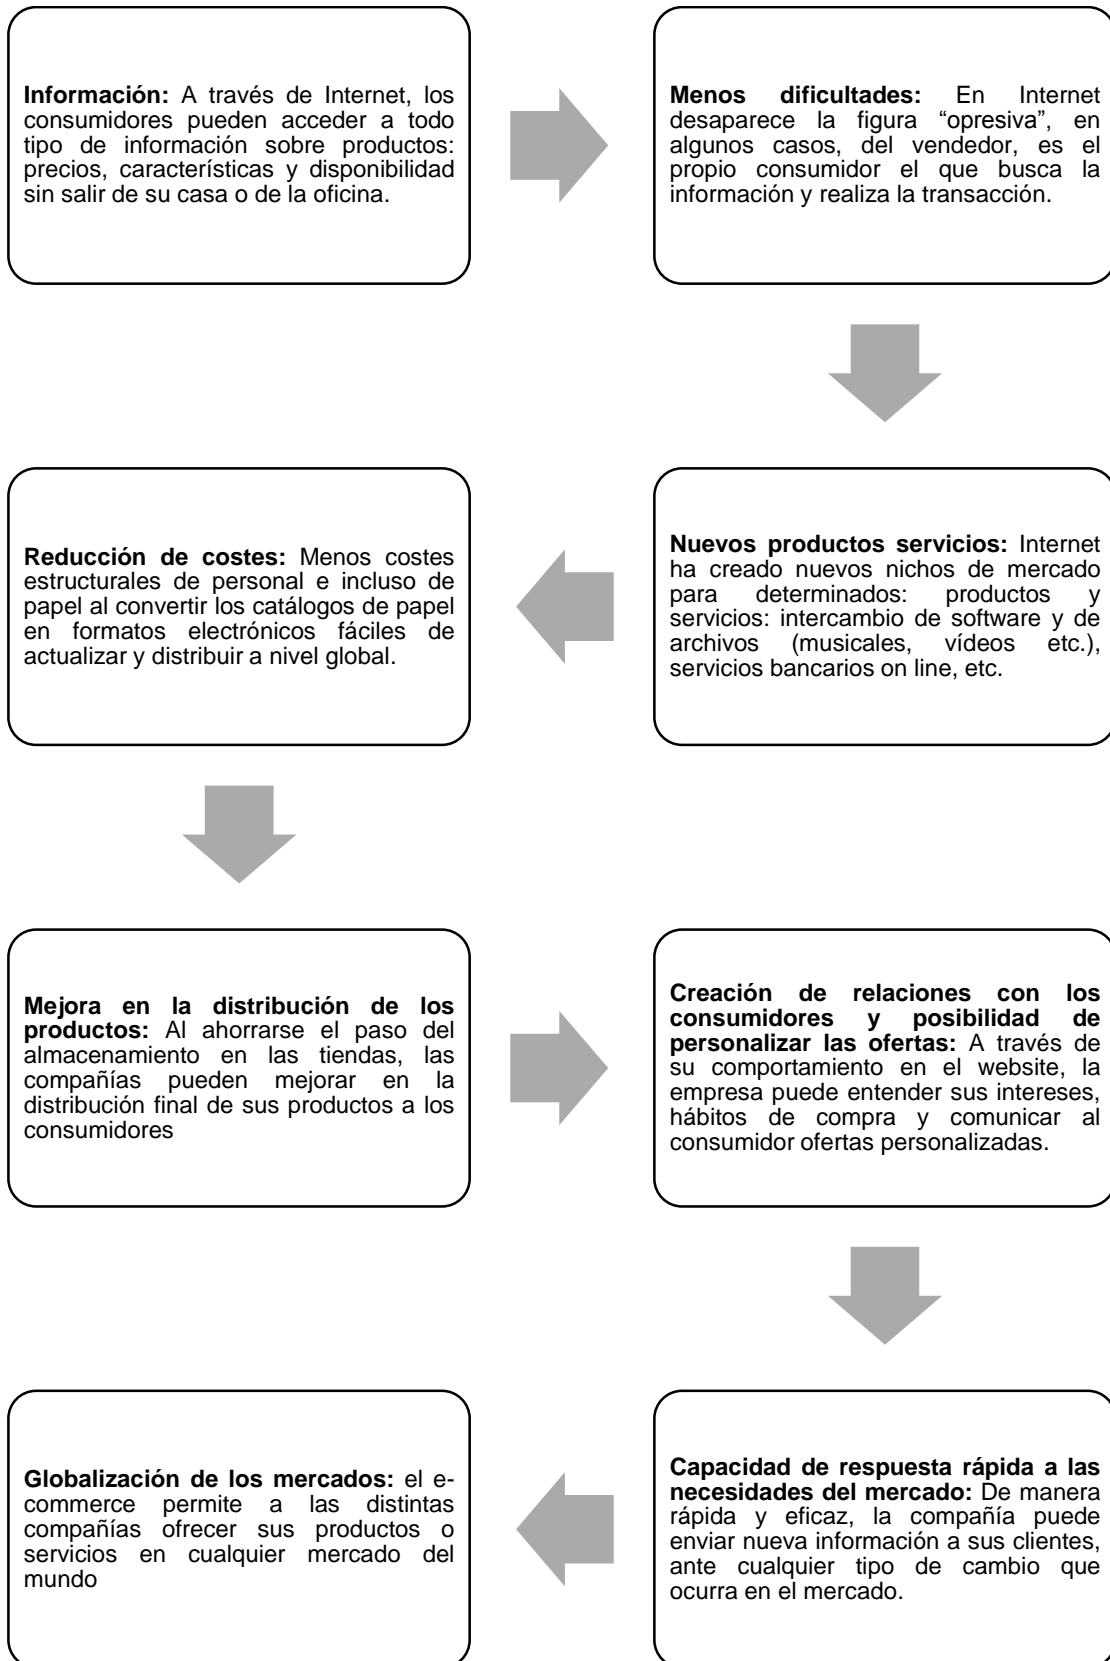 Información: A través de Internet, los
consumidores pueden acceder a todo
tipo de información sobre productos:
precios, características y disponibilidad
sin salir de su casa o de la oficina.
Menos dificultades: En Internet
desaparece la figura “opresiva”, en
algunos casos, del vendedor, es el
propio consumidor el que busca la
información y realiza la transacción.
Nuevos productos servicios: Internet
ha creado nuevos nichos de mercado
para determinados: productos y
servicios: intercambio de software y de
archivos (musicales, vídeos etc.),
servicios bancarios on line, etc.
Reducción de costes: Menos costes
estructurales de personal e incluso de
papel al convertir los catálogos de papel
en formatos electrónicos fáciles de
actualizar y distribuir a nivel global.
Mejora en la distribución de los
productos: Al ahorrarse el paso del
almacenamiento en las tiendas, las
compañías pueden mejorar en la
distribución final de sus productos a los
consumidores
Creación de relaciones con los
consumidores y posibilidad de
personalizar las ofertas: A través de
su comportamiento en el website, la
empresa puede entender sus intereses,
hábitos de compra y comunicar al
consumidor ofertas personalizadas.
Capacidad de respuesta rápida a las
necesidades del mercado: De manera
rápida y eficaz, la compañía puede
enviar nueva información a sus clientes,
ante cualquier tipo de cambio que
ocurra en el mercado.
Globalización de los mercados: el e-
commerce permite a las distintas
compañías ofrecer sus productos o
servicios en cualquier mercado del
mundo